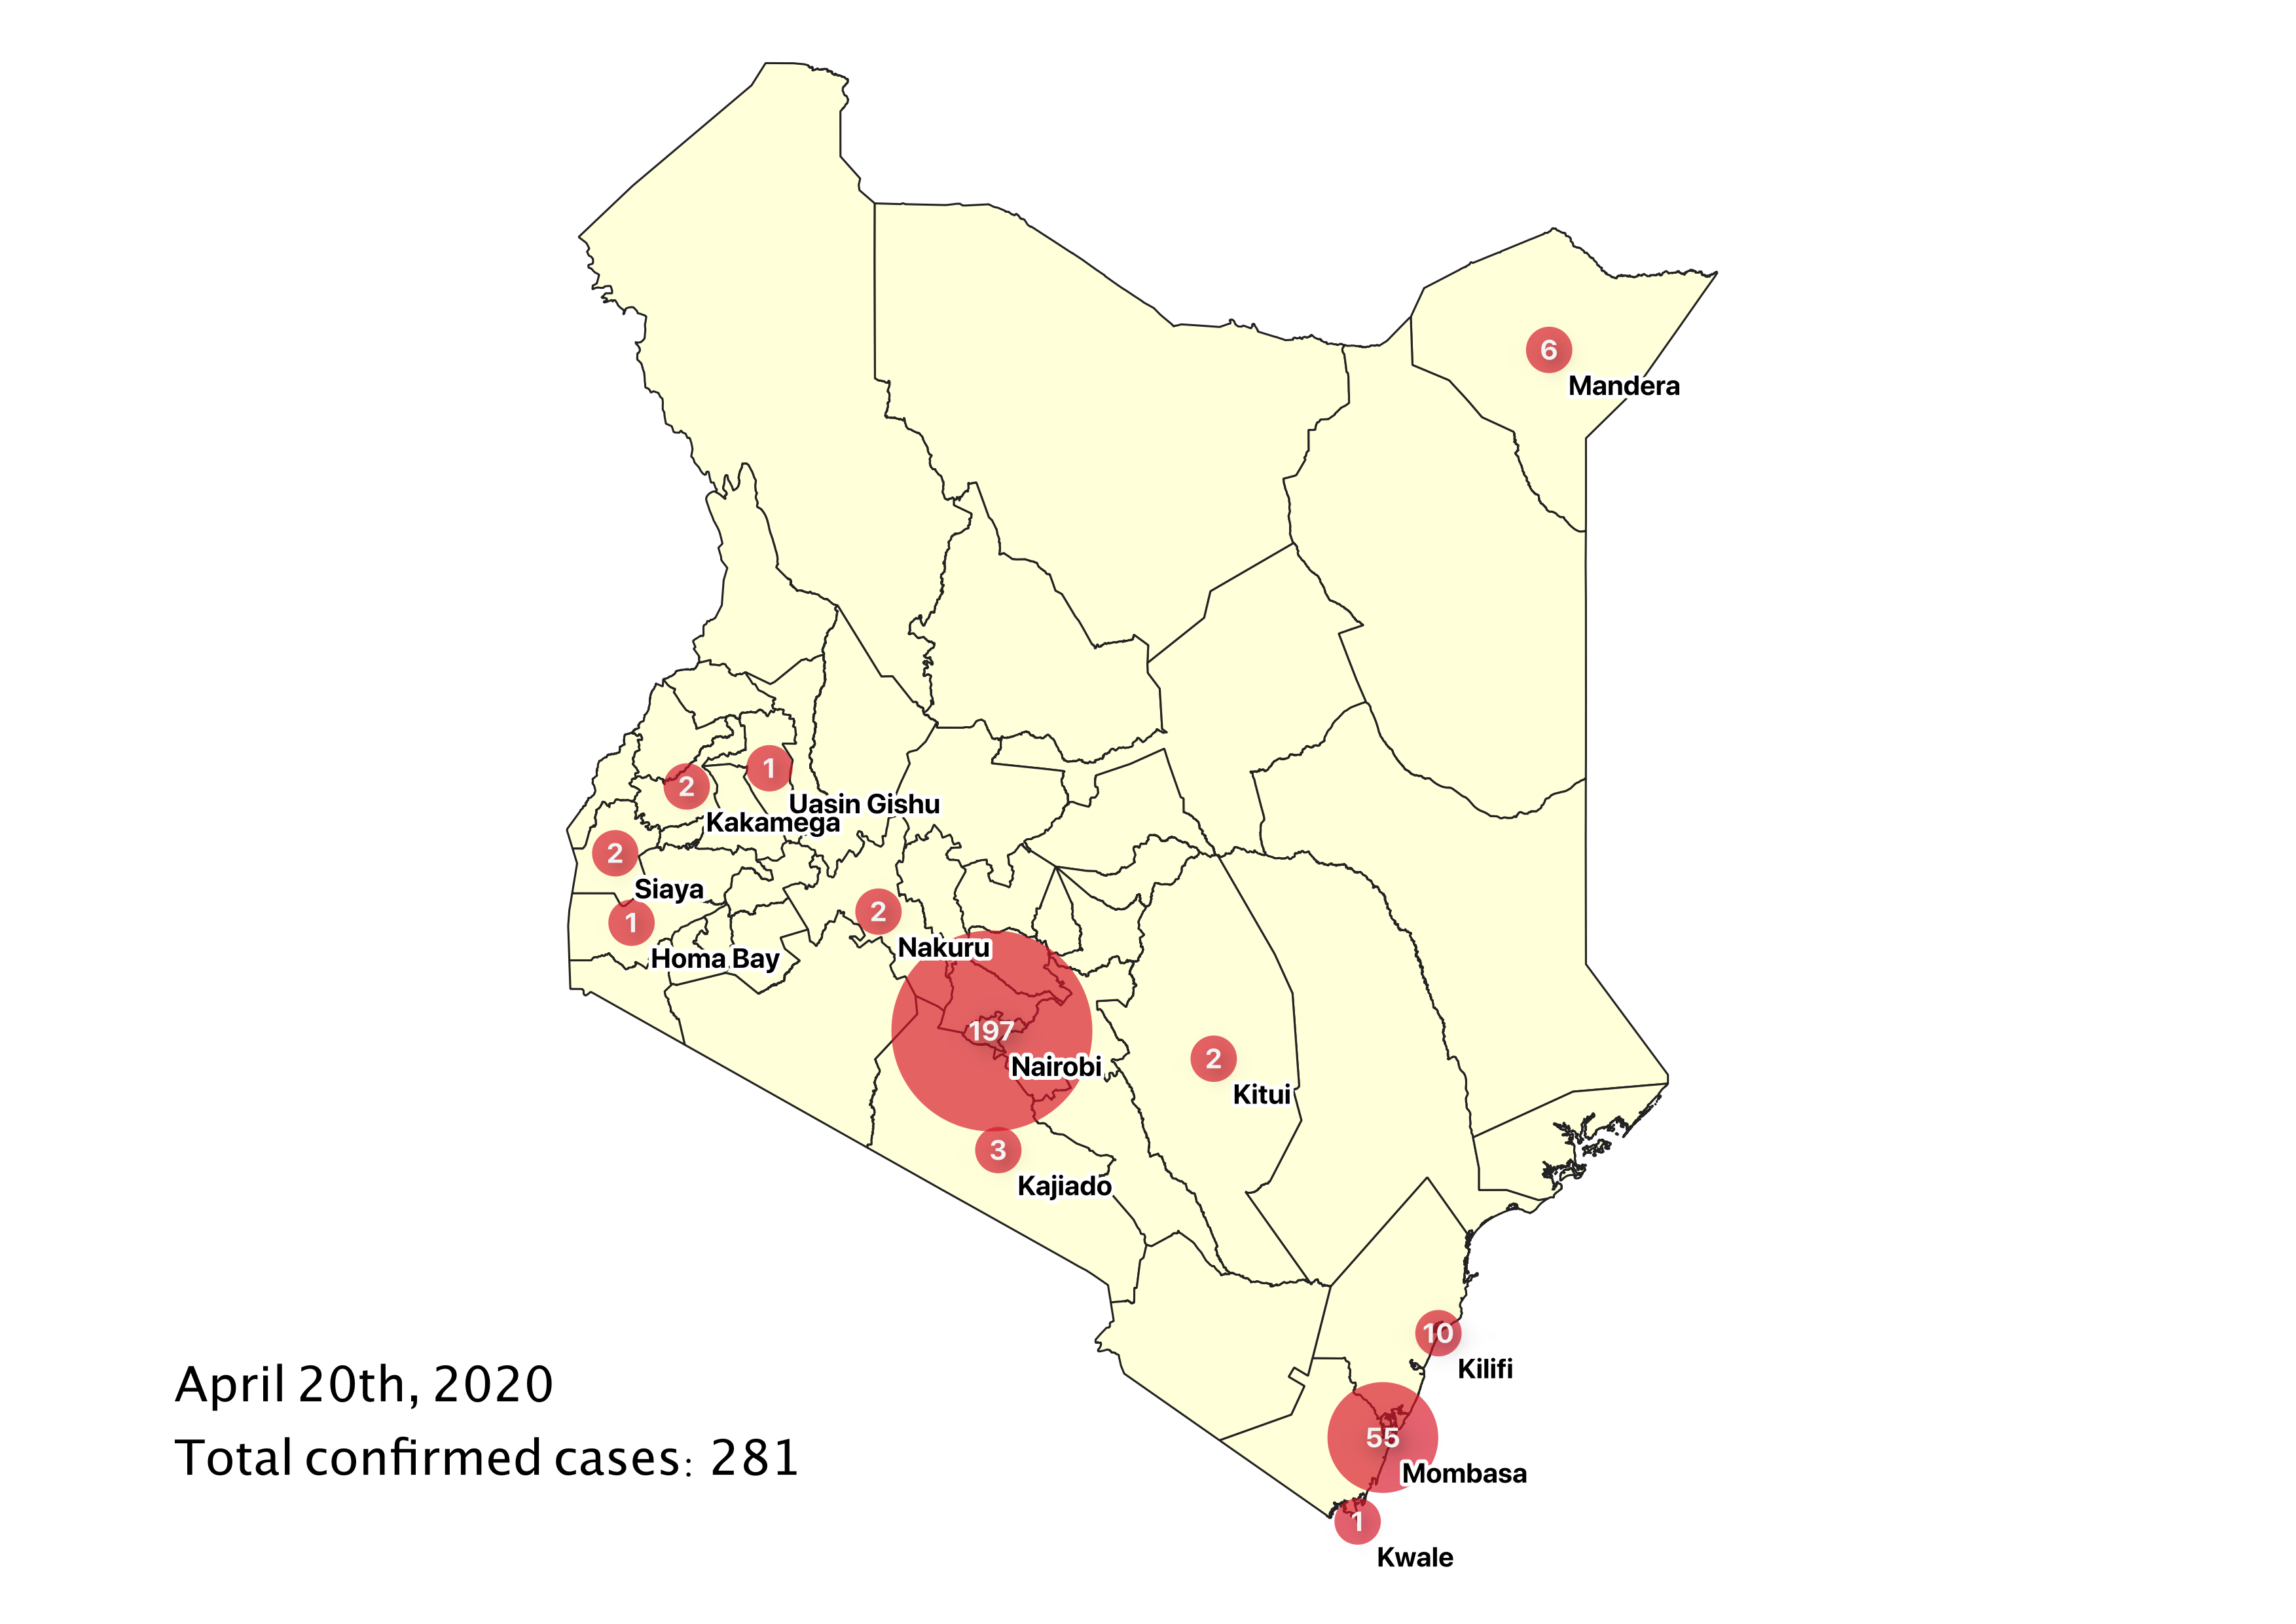 6
Mandera
1
Uasin Gishu
2
Kakamega
2
Siaya
1
Homa Bay
2
Nakuru
197
Nairobi
2
Kitui
3
Kajiado
10
Kilifi
55
Mombasa
1
Kwale
April 20th, 2020
Total confirmed cases: 281